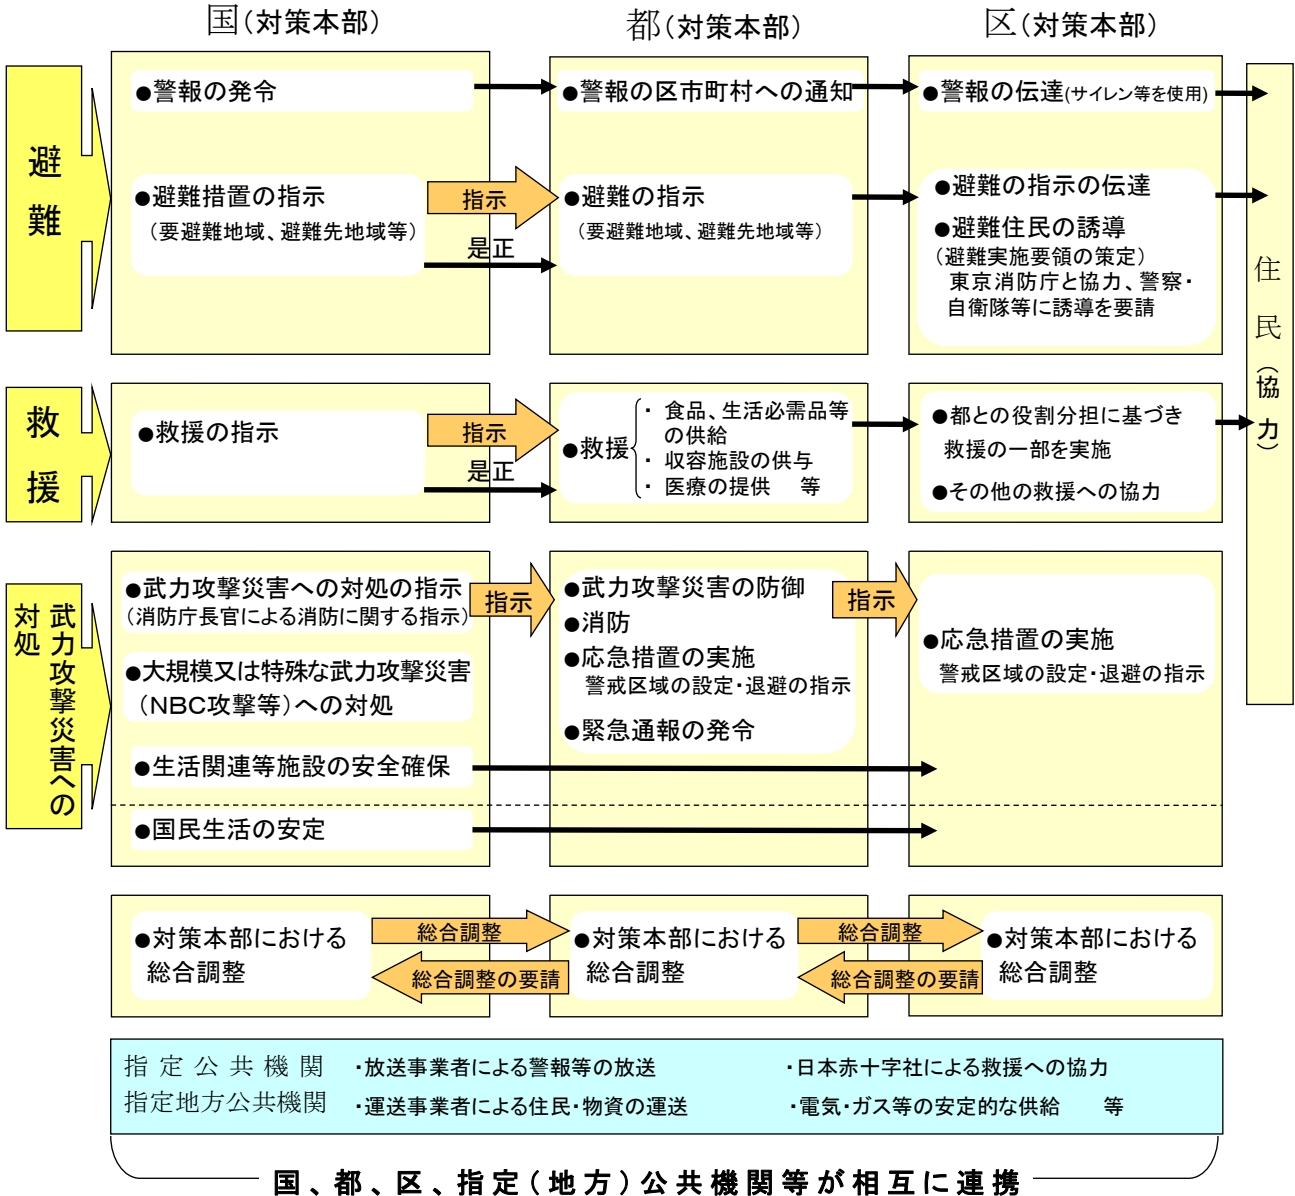 国(対策本部)
都(対策本部)
区(対策本部)
避難
●警報の発令
●警報の区市町村への通知
●警報の伝達(サイレン等を使用)
●避難措置の指示
(要避難地域、避難先地域等)
指示
是正
●避難の指示
(要避難地域、避難先地域等)
●避難の指示の伝達
●避難住民の誘導
(避難実施要領の策定)
東京消防庁と協力、警察・
自衛隊等に誘導を要請
住民(協力)
救援
●救援の指示
指示
是正
●救援
・ 食品、生活必需品等
の供給
・ 収容施設の供与
・ 医療の提供 等
●都との役割分担に基づき
救援の一部を実施
●その他の救援への協力
武力攻撃災害への
対処
●武力攻撃災害への対処の指示
(消防庁長官による消防に関する指示)
指示
●大規模又は特殊な武力攻撃災害
(NBC攻撃等)への対処
●生活関連等施設の安全確保
●国民生活の安定
●武力攻撃災害の防御
●消防
●応急措置の実施
警戒区域の設定・退避の指示
●緊急通報の発令
指示
●応急措置の実施
警戒区域の設定・退避の指示
●対策本部における
総合調整
総合調整
総合調整の要請
●対策本部における
総合調整
総合調整
総合調整の要請
●対策本部における
総合調整
指定公共機関
・放送事業者による警報等の放送
・日本赤十字社による救援への協力
指定地方公共機関
・運送事業者による住民・物資の運送
・電気・ガス等の安定的な供給 等
国、都、区、指定(地方)公共機関等が相互に連携